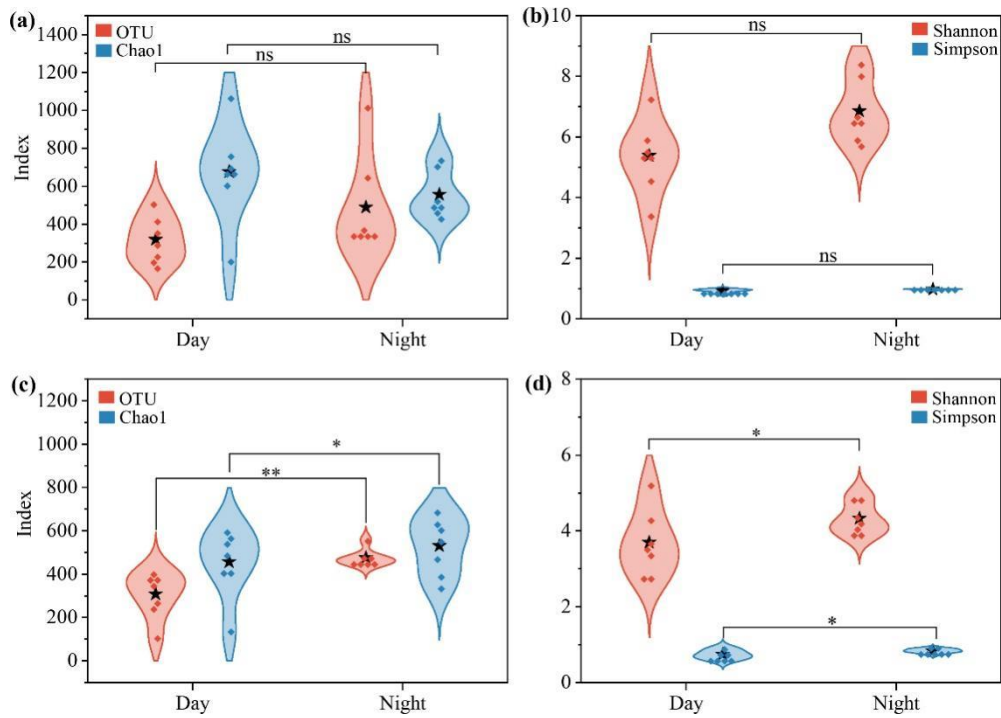 (a)
OTU
Chao1
1400
1200
1000
800
600
400
200
0
Index
ns
ns
Day
Night
(b)
Shannon
Simpson
10
8
6
4
2
0
ns
ns
Day
Night
(c)
OTU
Chao1
1200
1000
800
600
400
200
0
Index
*
**
Day
Night
(d)
Shannon
Simpson
8
6
4
2
0
*
*
Day
Night